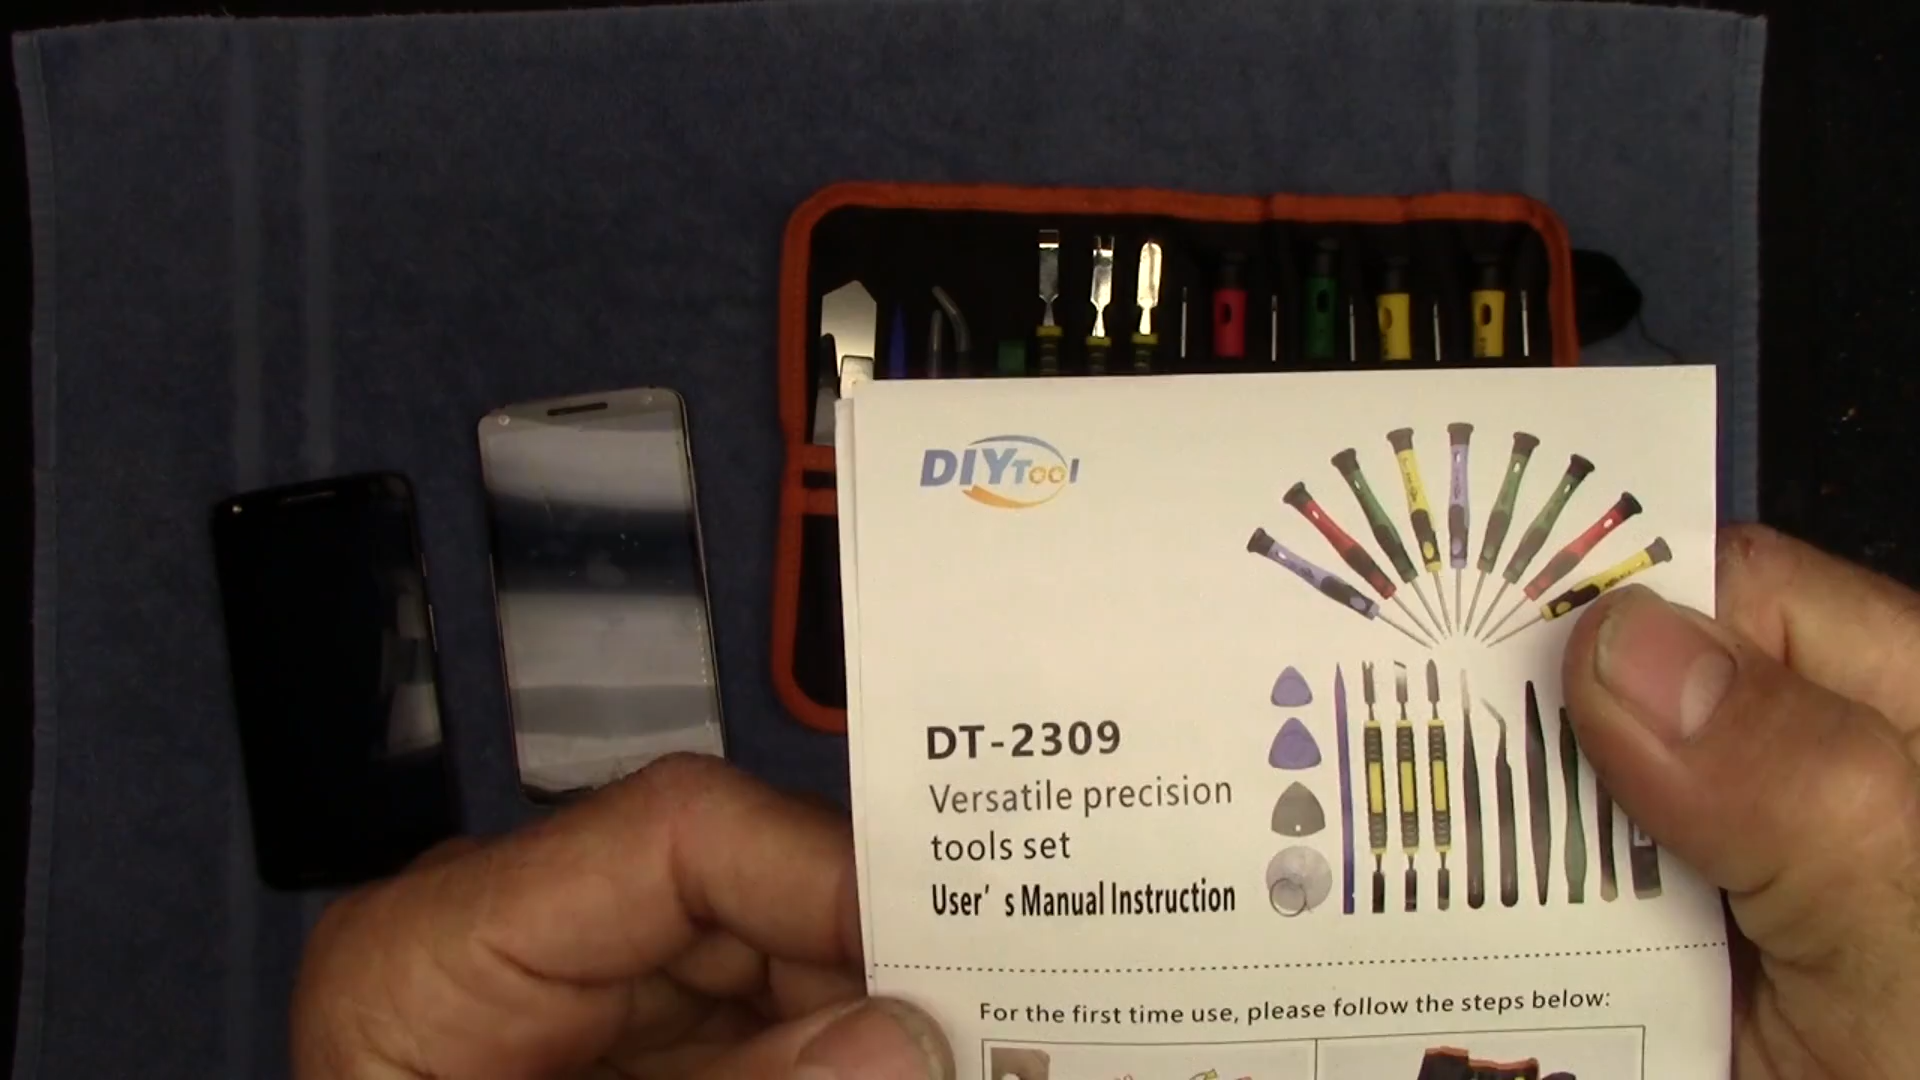 DIYTool
DT-2309
Versatile precision
tools set
User's Manual Instruction
For the first time use, please follow the steps below: